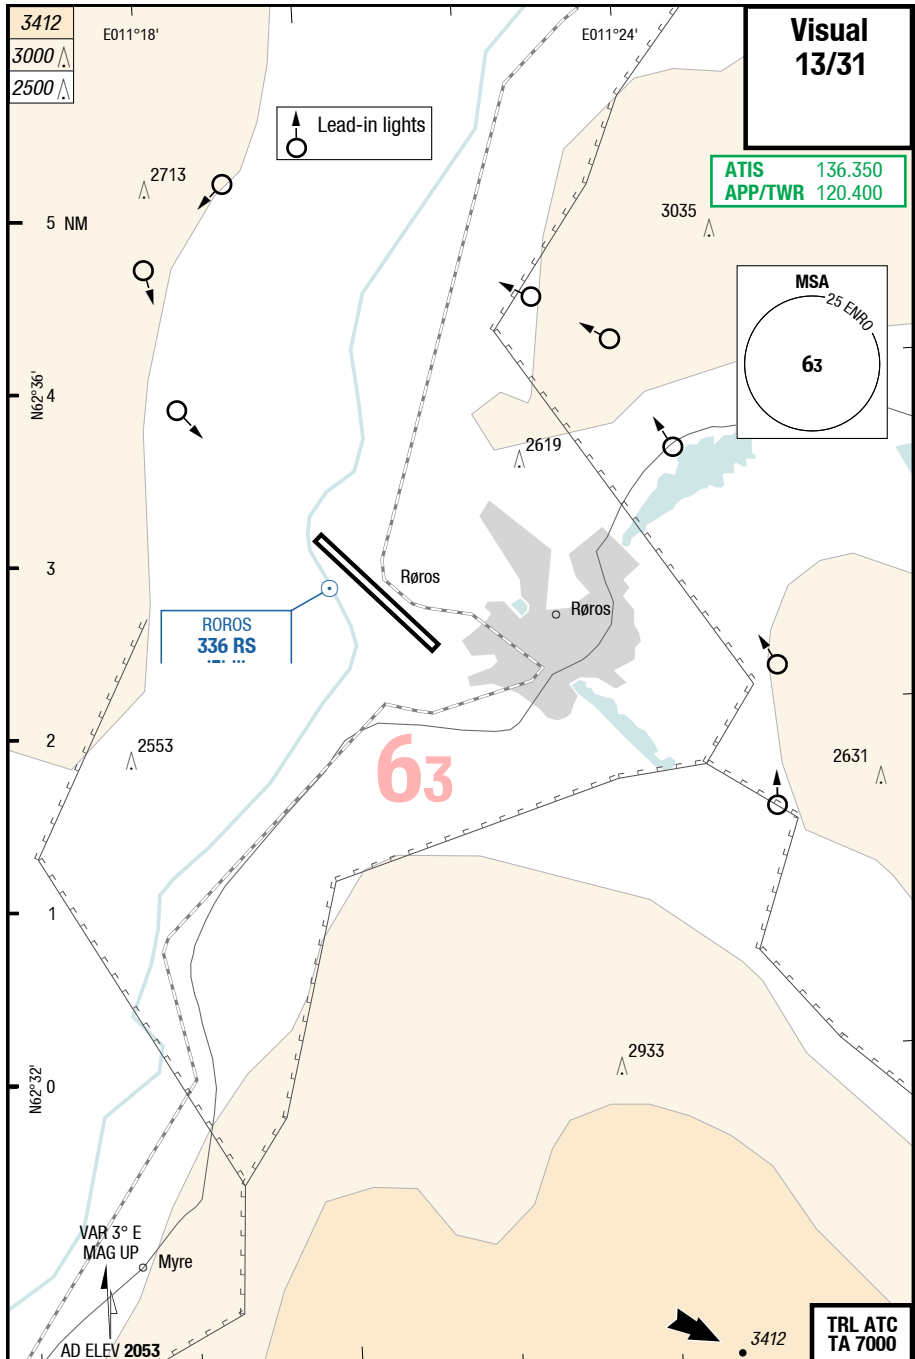 3412
3000
2500
E011°18'
E011°24'
Visual
13/31
Lead-in lights
ATIS 136.350
APP/TWR 120.400
2713
3035
5 NM
MSA
25 ENRO
63
N62°36'
4
2619
3
Røros
Røros
ROROS
336 RS
2
2553
63
2631
1
2933
N62°32'
0
VAR 3° E
MAG UP
Myre
3412
TRL ATC
TA 7000
AD ELEV 2053